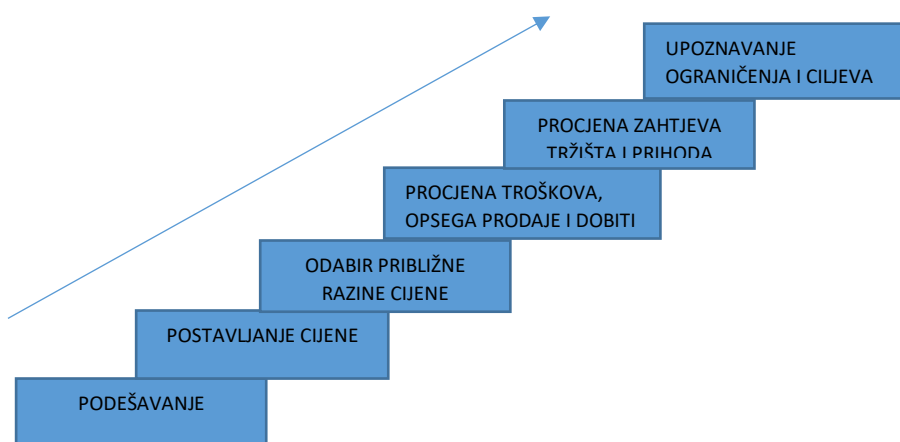 UPOZNAVANJE
OGRANIČENJA I CILJEVA
PROCJENA ZAHTJEVA
TRŽIŠTA I PRIHODA
PROCJENA TROŠKOVA,
OPSEGA PRODAJE I DOBITI
ODABIR PRIBLIŽNE
RAZINE CIJENE
POSTAVLJANJE CIJENE
PODEŠAVANJE